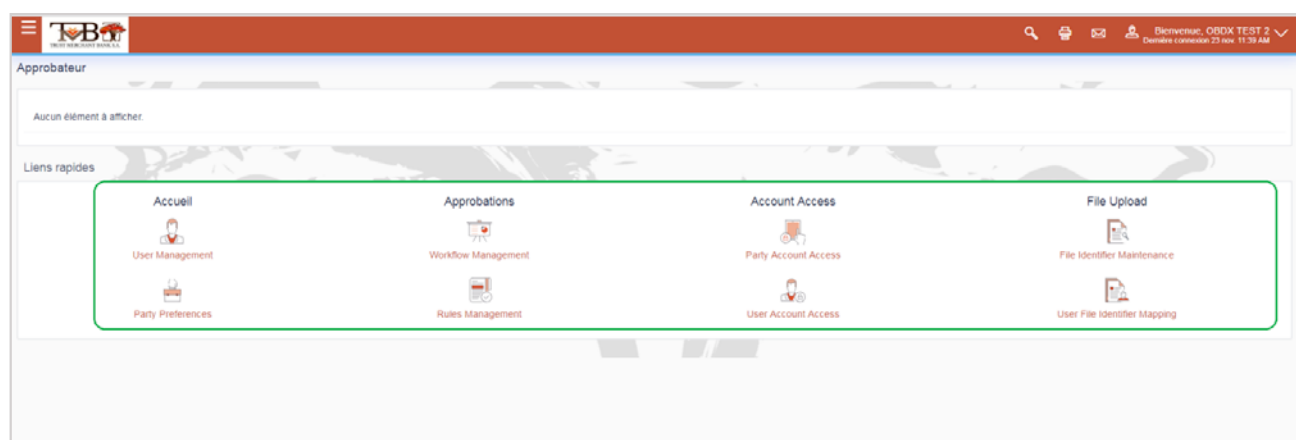 TMB
TRUST MERCHANT BANK S.A.
Bienvenue, OBDX TEST 2
Dernière connexion 23 nov. 11:39 AM
Approbateur
Aucun élément à afficher.
Liens rapides
Accueil
Approbations
Account Access
File Upload
User Management
Workflow Management
Party Account Access
File Identifier Maintenance
Party Preferences
Rules Management
User Account Access
User File Identifier Mapping